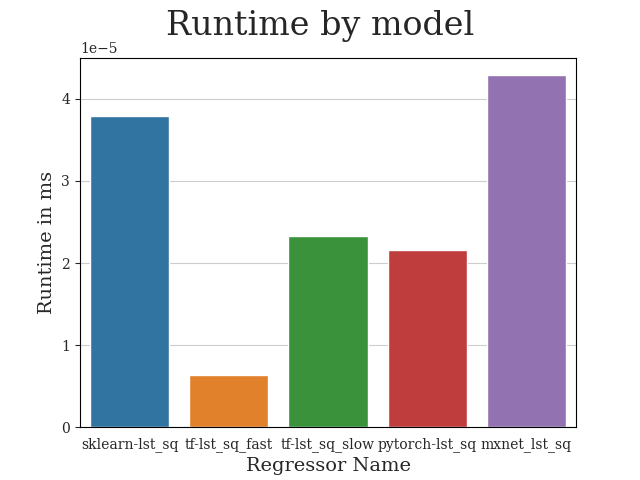 Runtime by model
1e−5
4
3
2
1
0
Runtime in ms
sklearn-lst_sq tf-lst_sq_fast tf-lst_sq_slow pytorch-lst_sq mxnet_lst_sq
Regressor Name